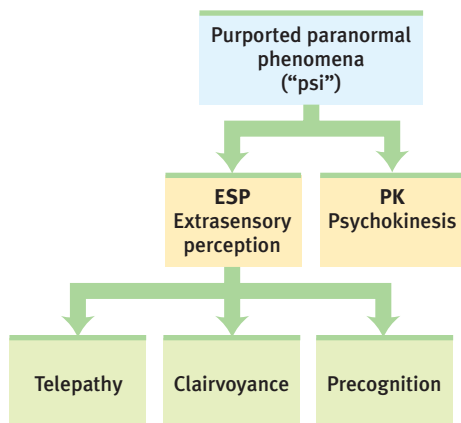 Purported paranormal
phenomena
(“psi”)
ESP
Extrasensory
perception
PK
Psychokinesis
Telepathy
Clairvoyance
Precognition